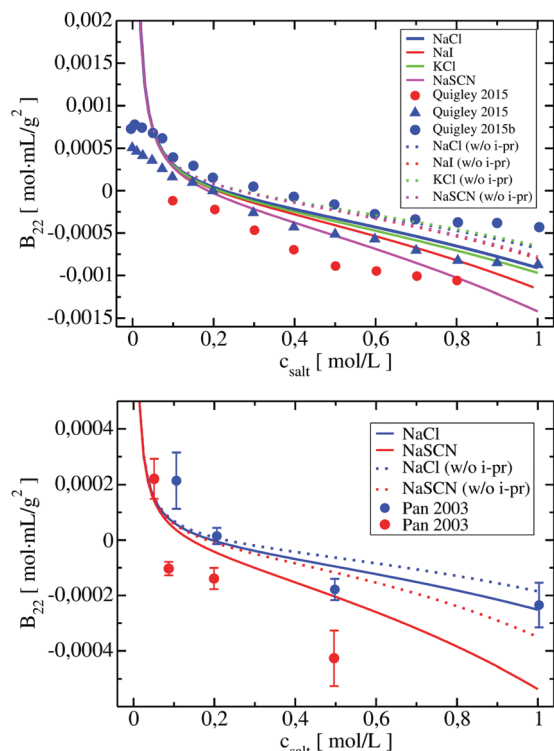 0,002
0,0015
0,001
0,0005
0
-0,0005
-0,001
-0,0015
B22 [ mol·mL/g2 ]
NaCl
NaI
KCl
NaSCN
Quigley 2015
Quigley 2015
Quigley 2015b
NaCl (w/o i-pr)
NaI (w/o i-pr)
KCl (w/o i-pr)
NaSCN (w/o i-pr)
0 0,2 0,4 0,6 0,8 1
csalt [ mol/L ]
0,0004
0,0002
0
-0,0002
-0,0004
B22 [ mol·mL/g2 ]
NaCl
NaSCN
NaCl (w/o i-pr)
NaSCN (w/o i-pr)
Pan 2003
Pan 2003
0 0,2 0,4 0,6 0,8 1
csalt [ mol/L ]